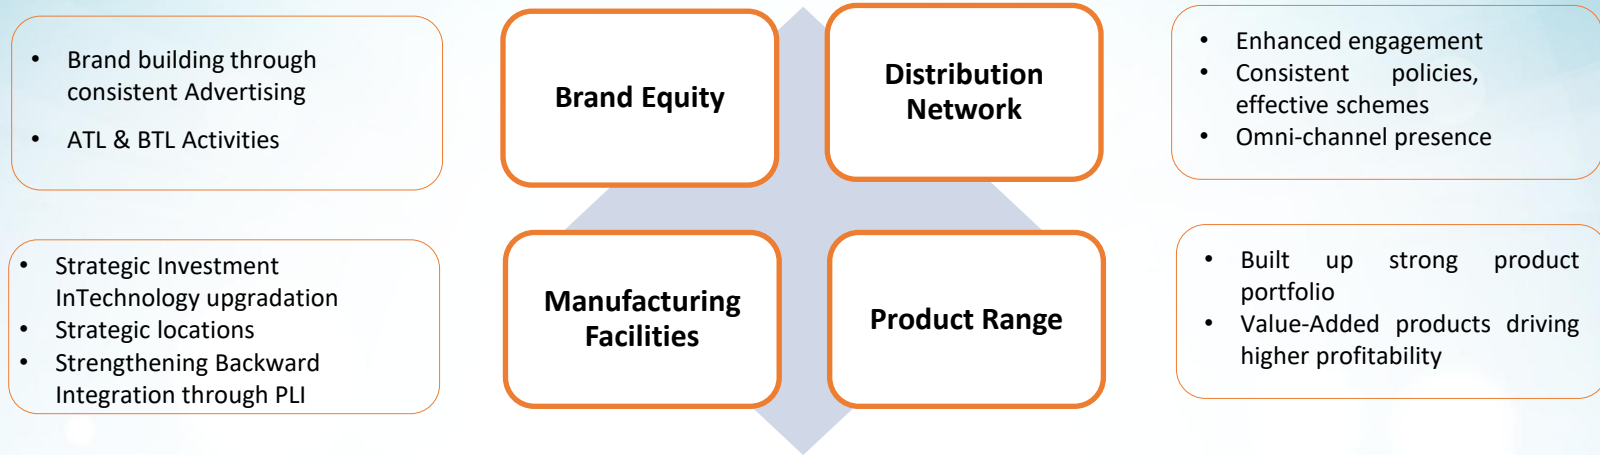 • Brand building through
consistent Advertising
• ATL & BTL Activities
Brand Equity
Distribution
Network
• Enhanced engagement
• Consistent policies,
effective schemes
• Omni-channel presence
• Strategic Investment
InTechnology upgradation
• Strategic locations
• Strengthening Backward
Integration through PLI
Manufacturing
Facilities
Product Range
• Built up strong product
portfolio
• Value-Added products driving
higher profitability